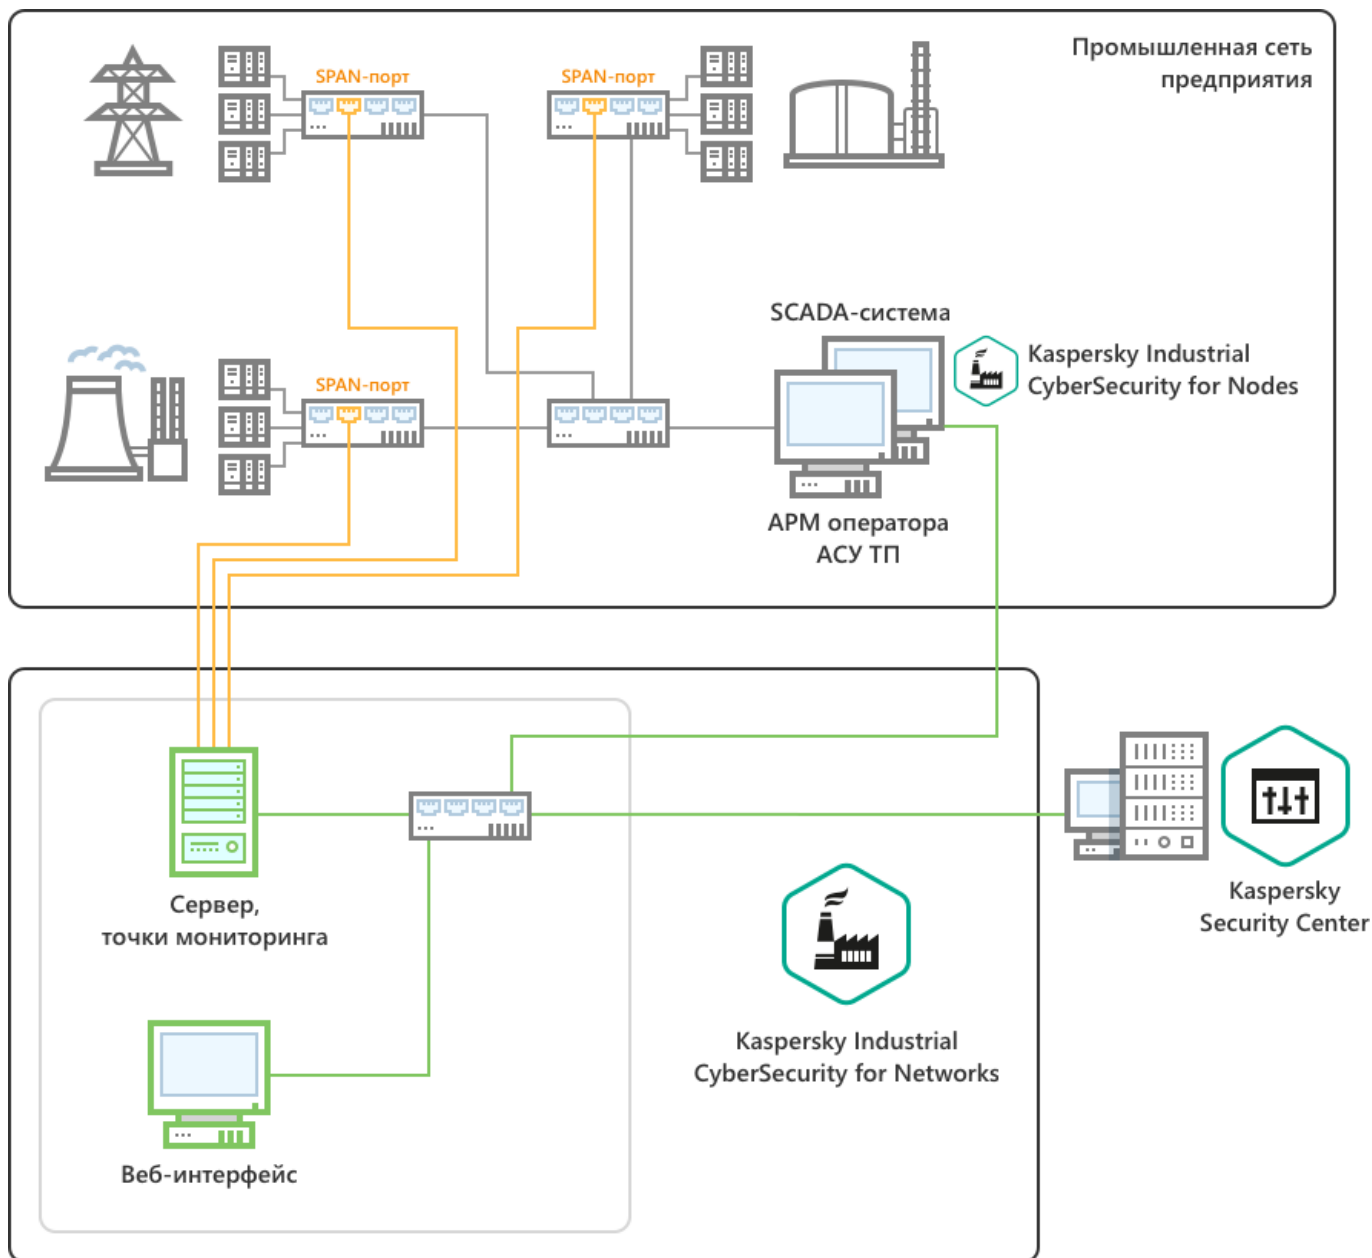 Промышленная сеть
предприятия
SPAN-порт
SPAN-порт
SCADA-система
Kaspersky Industrial
CyberSecurity for Nodes
SPAN-порт
АРМ оператора
АСУ ТП
Сервер,
точки мониторинга
Kaspersky
Security Center
Kaspersky Industrial
CyberSecurity for Networks
Веб-интерфейс